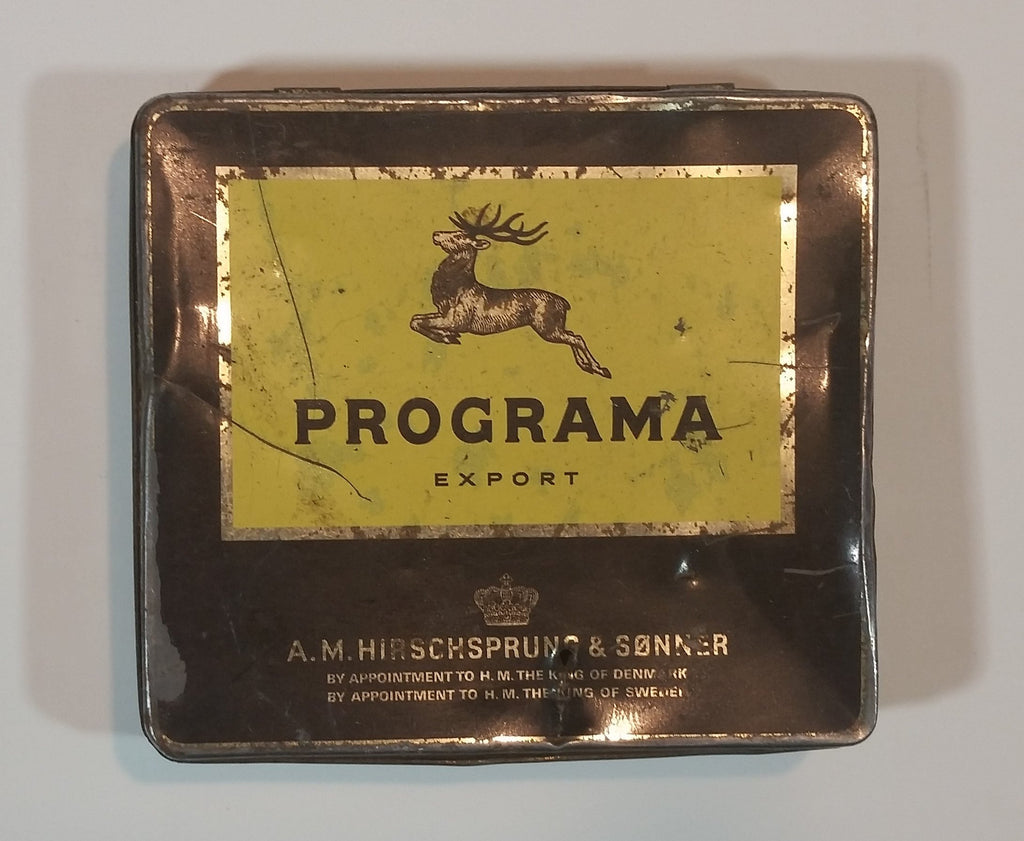 PROGRAMA
EXPORT
A.M. HIRSCHSPRUNG & SØNNER
BY APPOINTMENT TO H. M. THE KING OF DENMARK
BY APPOINTMENT TO H. M. THE KING OF SWEDEN